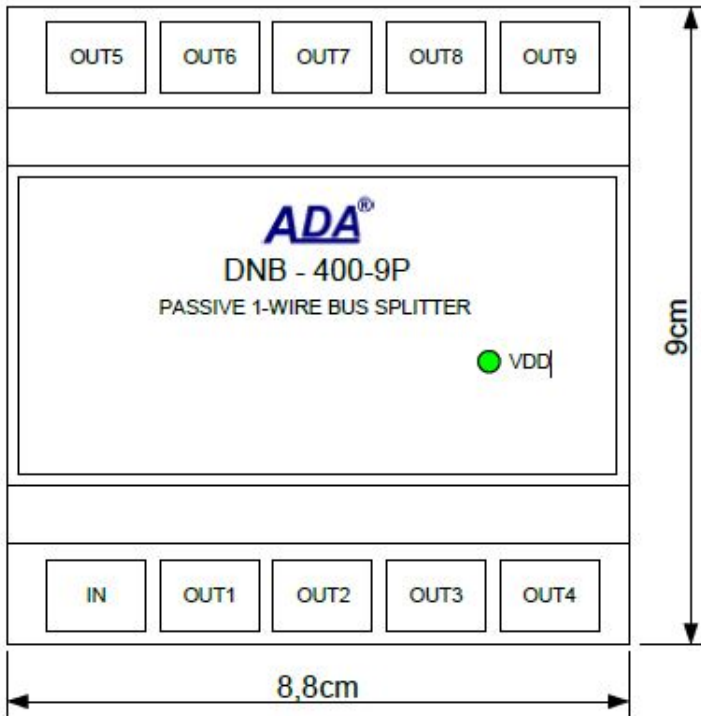 OUT5 OUT6 OUT7 OUT8 OUT9
ADA®
DNB - 400-9P
PASSIVE 1-WIRE BUS SPLITTER
VDD
9cm
IN OUT1 OUT2 OUT3 OUT4
8,8cm